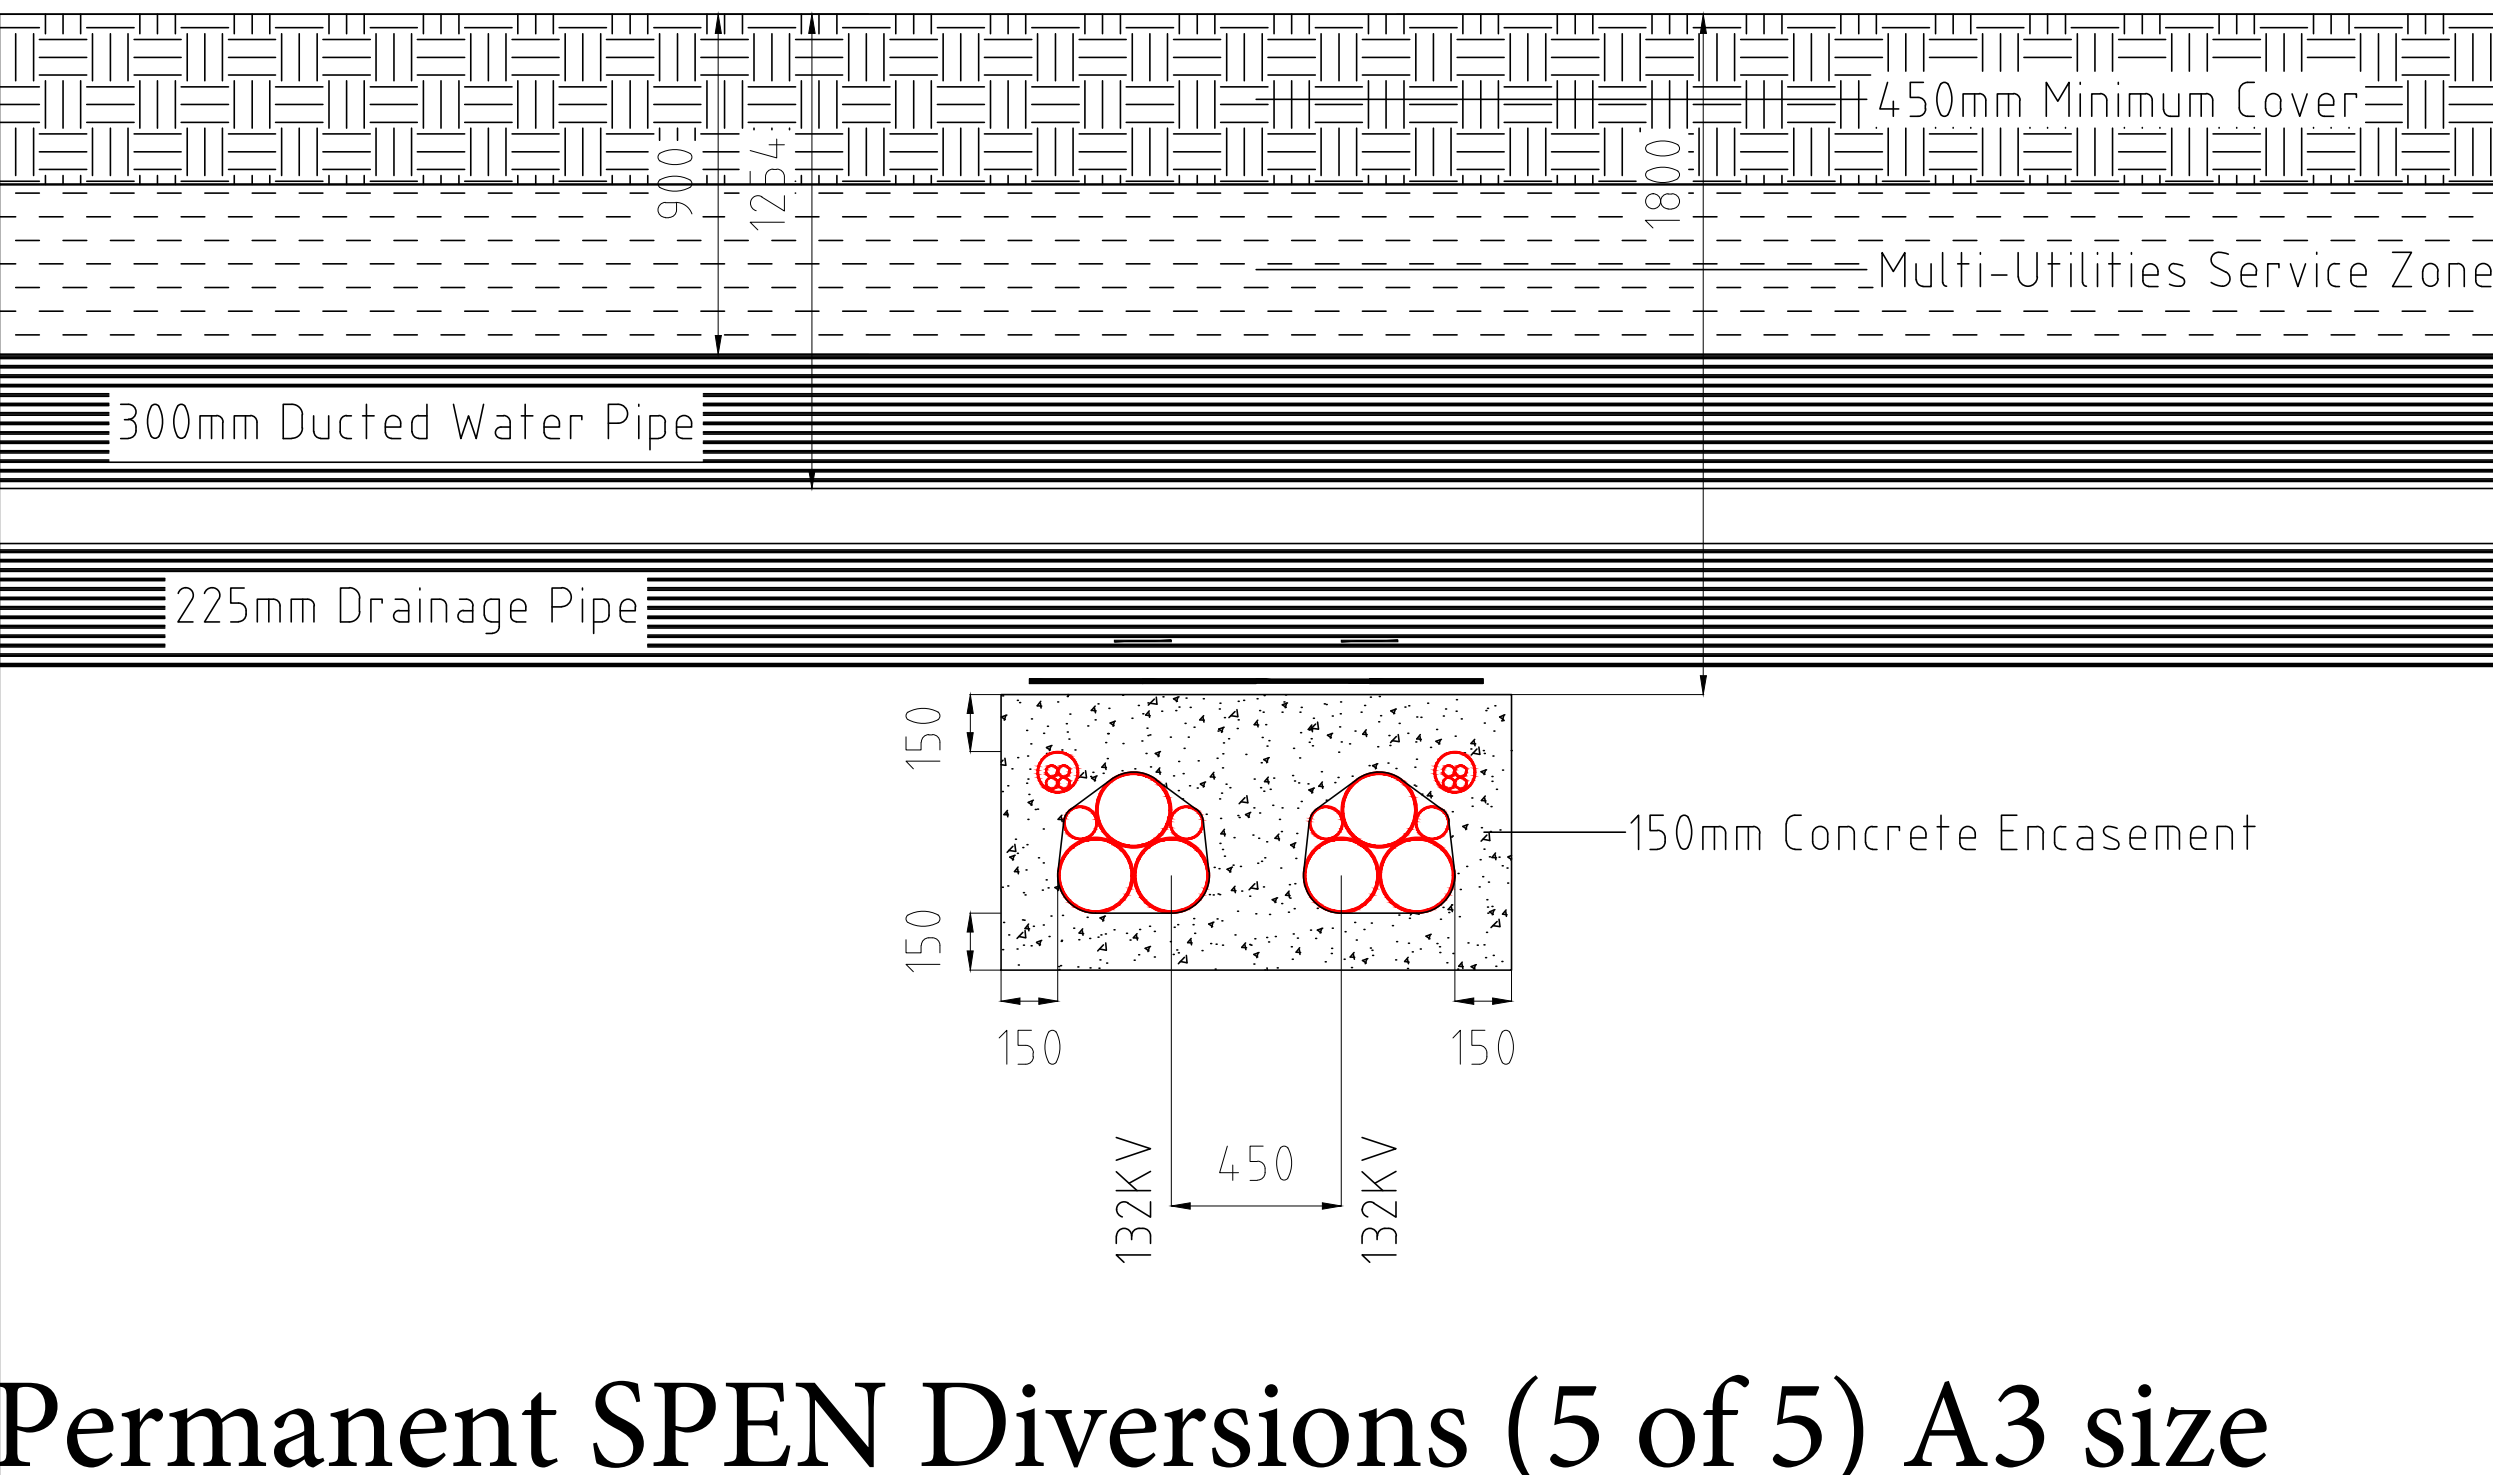 450mm Minimum Cover
900
1254
1800
Multi-Utilities Service Zone
300mm Ducted Water Pipe
225mm Drainage Pipe
150
150mm Concrete Encasement
150
150
150
450
132KV
132KV
Permanent SPEN Diversions (5 of 5) A3 size